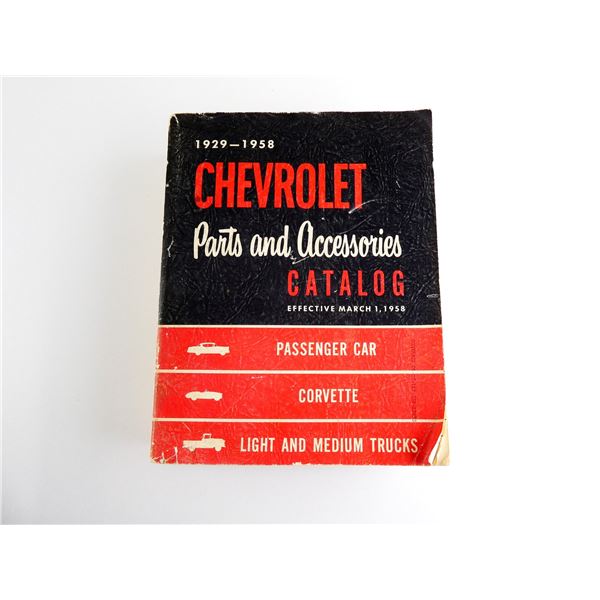 1929—1958
CHEVROLET
Parts and Accessories
CATALOG
EFFECTIVE MARCH 1, 1958
PASSENGER CAR
CORVETTE
LIGHT AND MEDIUM TRUCKS